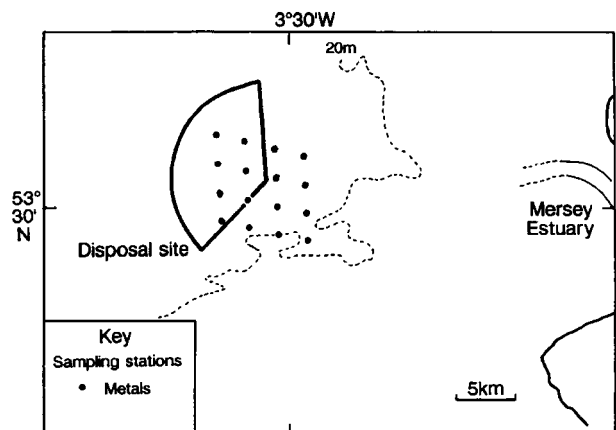 3°30'W
20m
53°
30'
N
Mersey
Estuary
Disposal site
Key
Sampling stations
Metals
5km